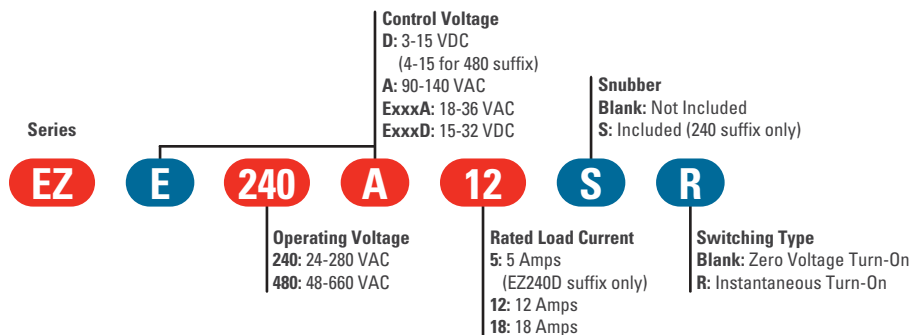 Control Voltage
D: 3-15 VDC
(4-15 for 480 suffix)
A: 90-140 VAC
ExxxA: 18-36 VAC
ExxxD: 15-32 VDC
Snubber
Blank: Not Included
S: Included (240 suffix only)
Series
EZ E 240 A 12 S R
Operating Voltage
240: 24-280 VAC
480: 48-660 VAC
Rated Load Current
5: 5 Amps
(EZ240D suffix only)
12: 12 Amps
18: 18 Amps
Switching Type
Blank: Zero Voltage Turn-On
R: Instantaneous Turn-On